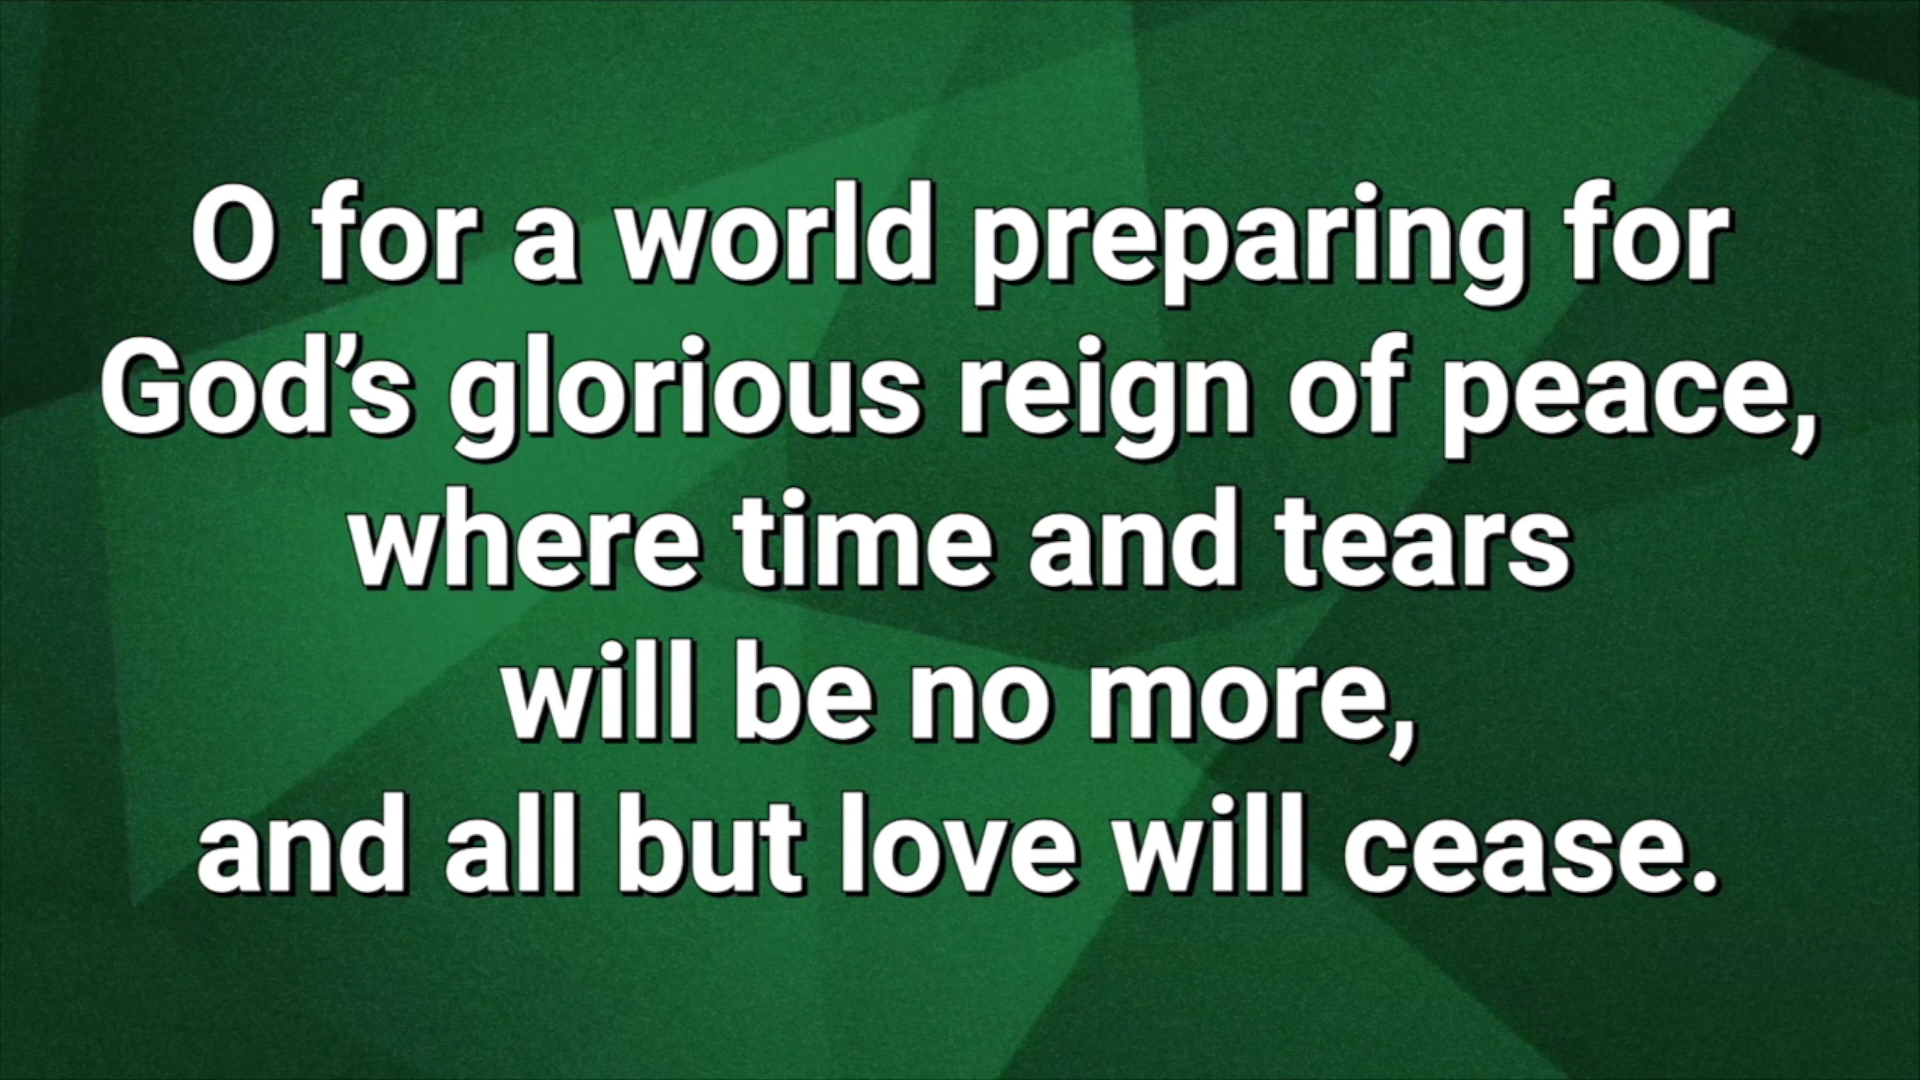 O for a world preparing for
God’s glorious reign of peace,
where time and tears
will be no more,
and all but love will cease.